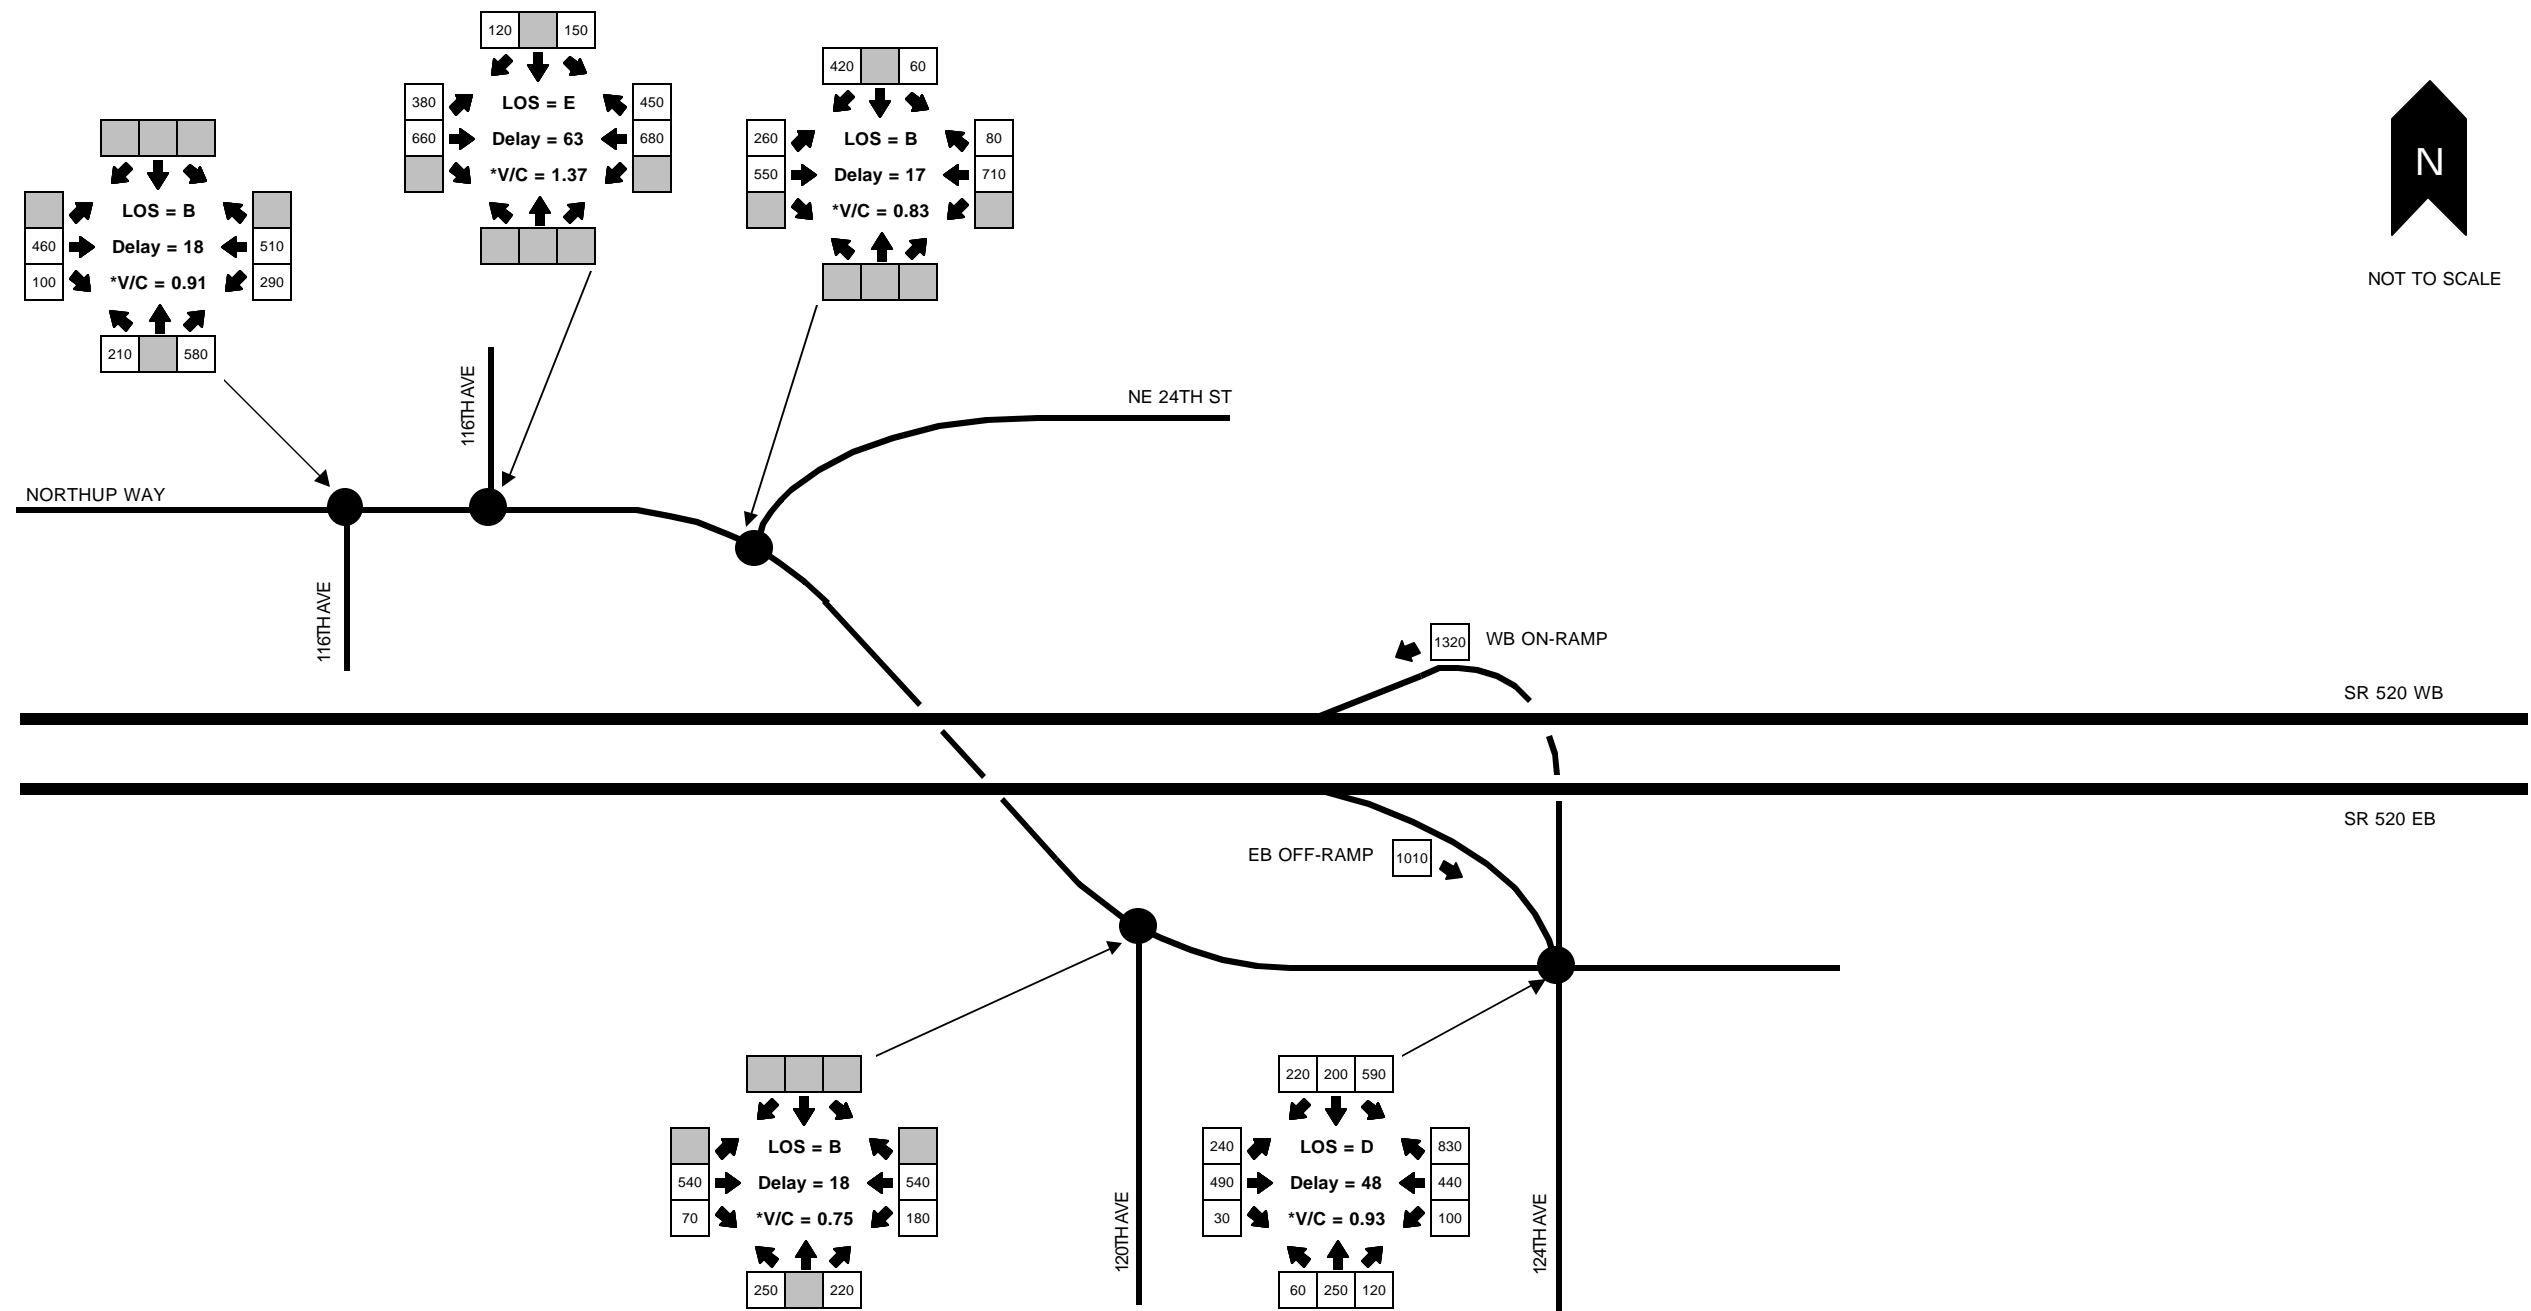 120 150
380 LOS = E 450
660 Delay = 63 680
*V/C = 1.37
420 60
260 LOS = B 80
550 Delay = 17 710
*V/C = 0.83
LOS = B
460 Delay = 18 510
100 *V/C = 0.91 290
210 580
N
NOT TO SCALE
116TH AVE
NE 24TH ST
NORTHUP WAY
116TH AVE
1320 WB ON-RAMP
SR 520 WB
SR 520 EB
EB OFF-RAMP 1010
LOS = B
540 Delay = 18 540
70 *V/C = 0.75 180
250 220
120TH AVE
220 200 590
240 LOS = D 830
490 Delay = 48 440
30 *V/C = 0.93 100
60 250 120
124TH AVE